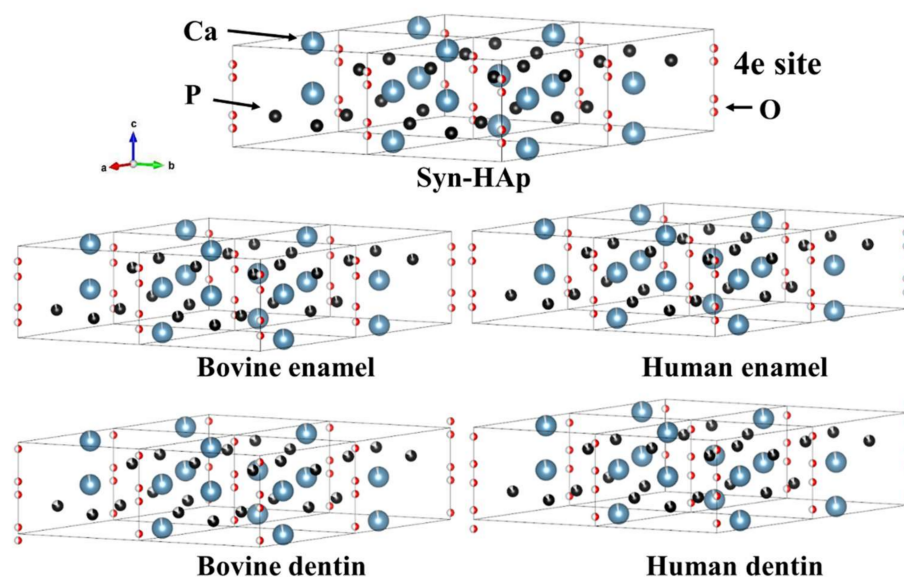 Ca
4e site
P
O
c
a
b
Syn-HAp
Bovine enamel
Human enamel
Bovine dentin
Human dentin